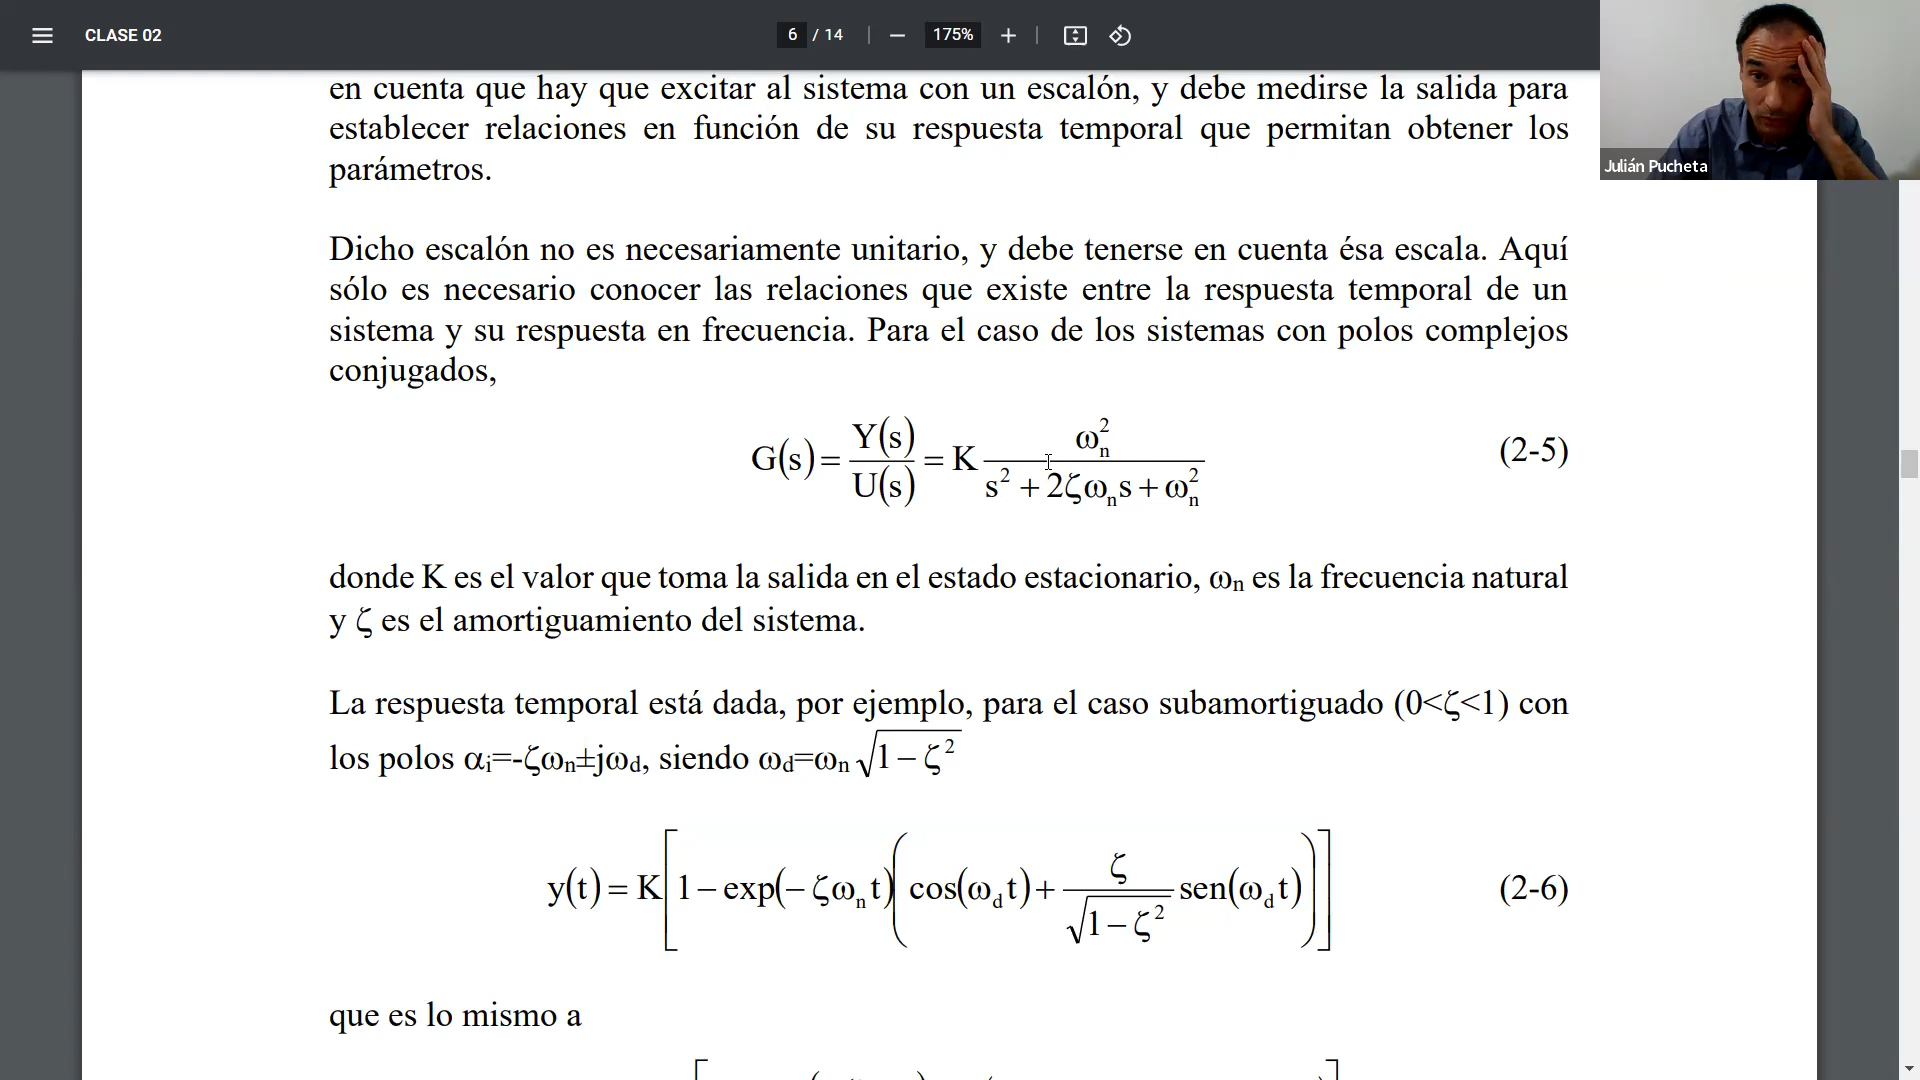 CLASE 02
6 / 14
175%
Julián Pucheta
en cuenta que hay que excitar al sistema con un escalón, y debe medirse la salida para
establecer relaciones en función de su respuesta temporal que permitan obtener los
parámetros.
Dicho escalón no es necesariamente unitario, y debe tenerse en cuenta ésa escala. Aquí
sólo es necesario conocer las relaciones que existe entre la respuesta temporal de un
sistema y su respuesta en frecuencia. Para el caso de los sistemas con polos complejos
conjugados,
G(s) = Y(s)/U(s) = K ωn²/(s² + 2ζωn s + ωn²) (2-5)
donde K es el valor que toma la salida en el estado estacionario, ωn es la frecuencia natural
y ζ es el amortiguamiento del sistema.
La respuesta temporal está dada, por ejemplo, para el caso subamortiguado (0<ζ<1) con
los polos αi=-ζωn±jωd, siendo ωd=ωn √(1 − ζ²)
y(t) = K[1 − exp(− ζωn t)(cos(ωd t) + ζ/√(1 − ζ²) sen(ωd t))] (2-6)
que es lo mismo a